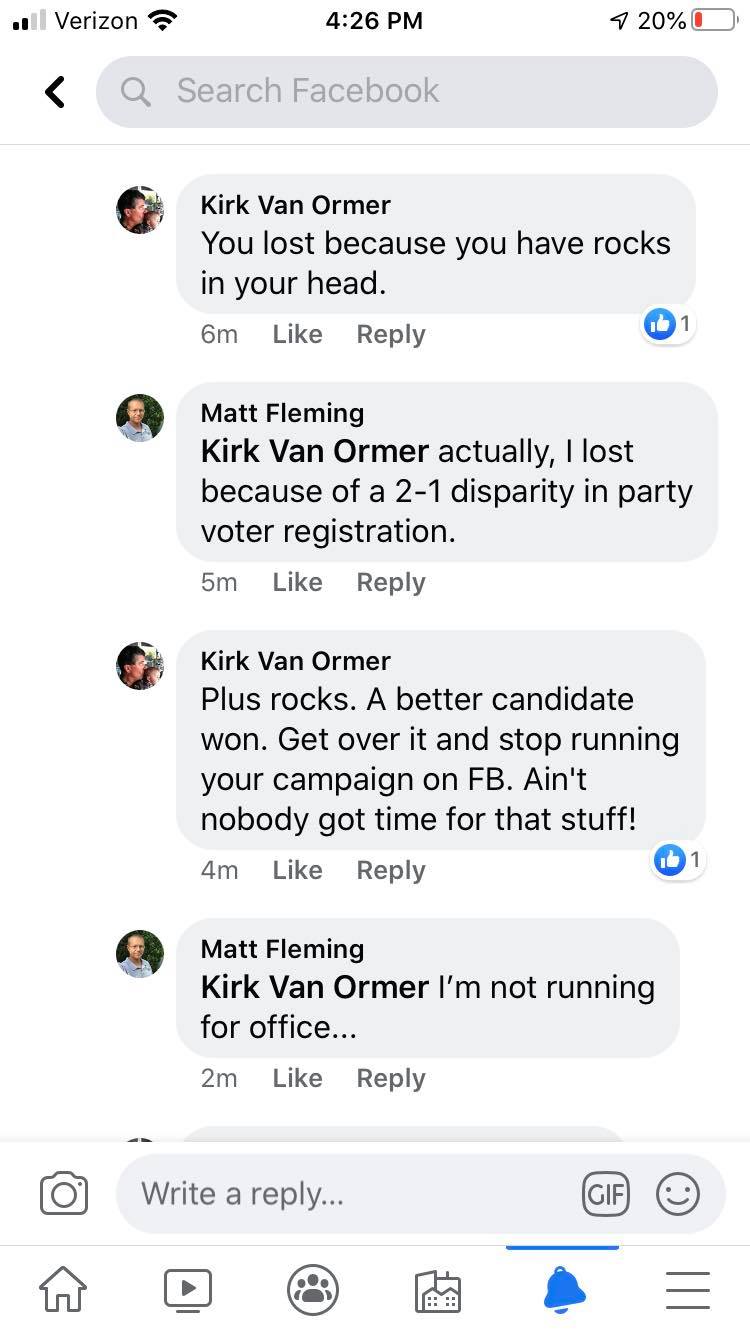 Verizon 4:26 PM 20%
Search Facebook
Kirk Van Ormer
You lost because you have rocks
in your head.
6m Like Reply 1
Matt Fleming
Kirk Van Ormer actually, I lost
because of a 2-1 disparity in party
voter registration.
5m Like Reply
Kirk Van Ormer
Plus rocks. A better candidate
won. Get over it and stop running
your campaign on FB. Ain't
nobody got time for that stuff!
4m Like Reply 1
Matt Fleming
Kirk Van Ormer I’m not running
for office...
2m Like Reply
Write a reply... GIF